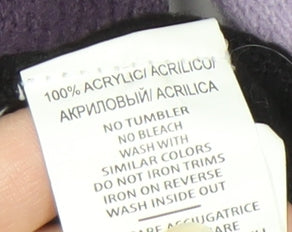 100% ACRYLIC/ ACRILICO/
АКРИЛОВЫЙ/ ACRILICA
NO TUMBLER
NO BLEACH
WASH WITH
SIMILAR COLORS
DO NOT IRON TRIMS
IRON ON REVERSE
WASH INSIDE OUT
ASCIUGATRICE